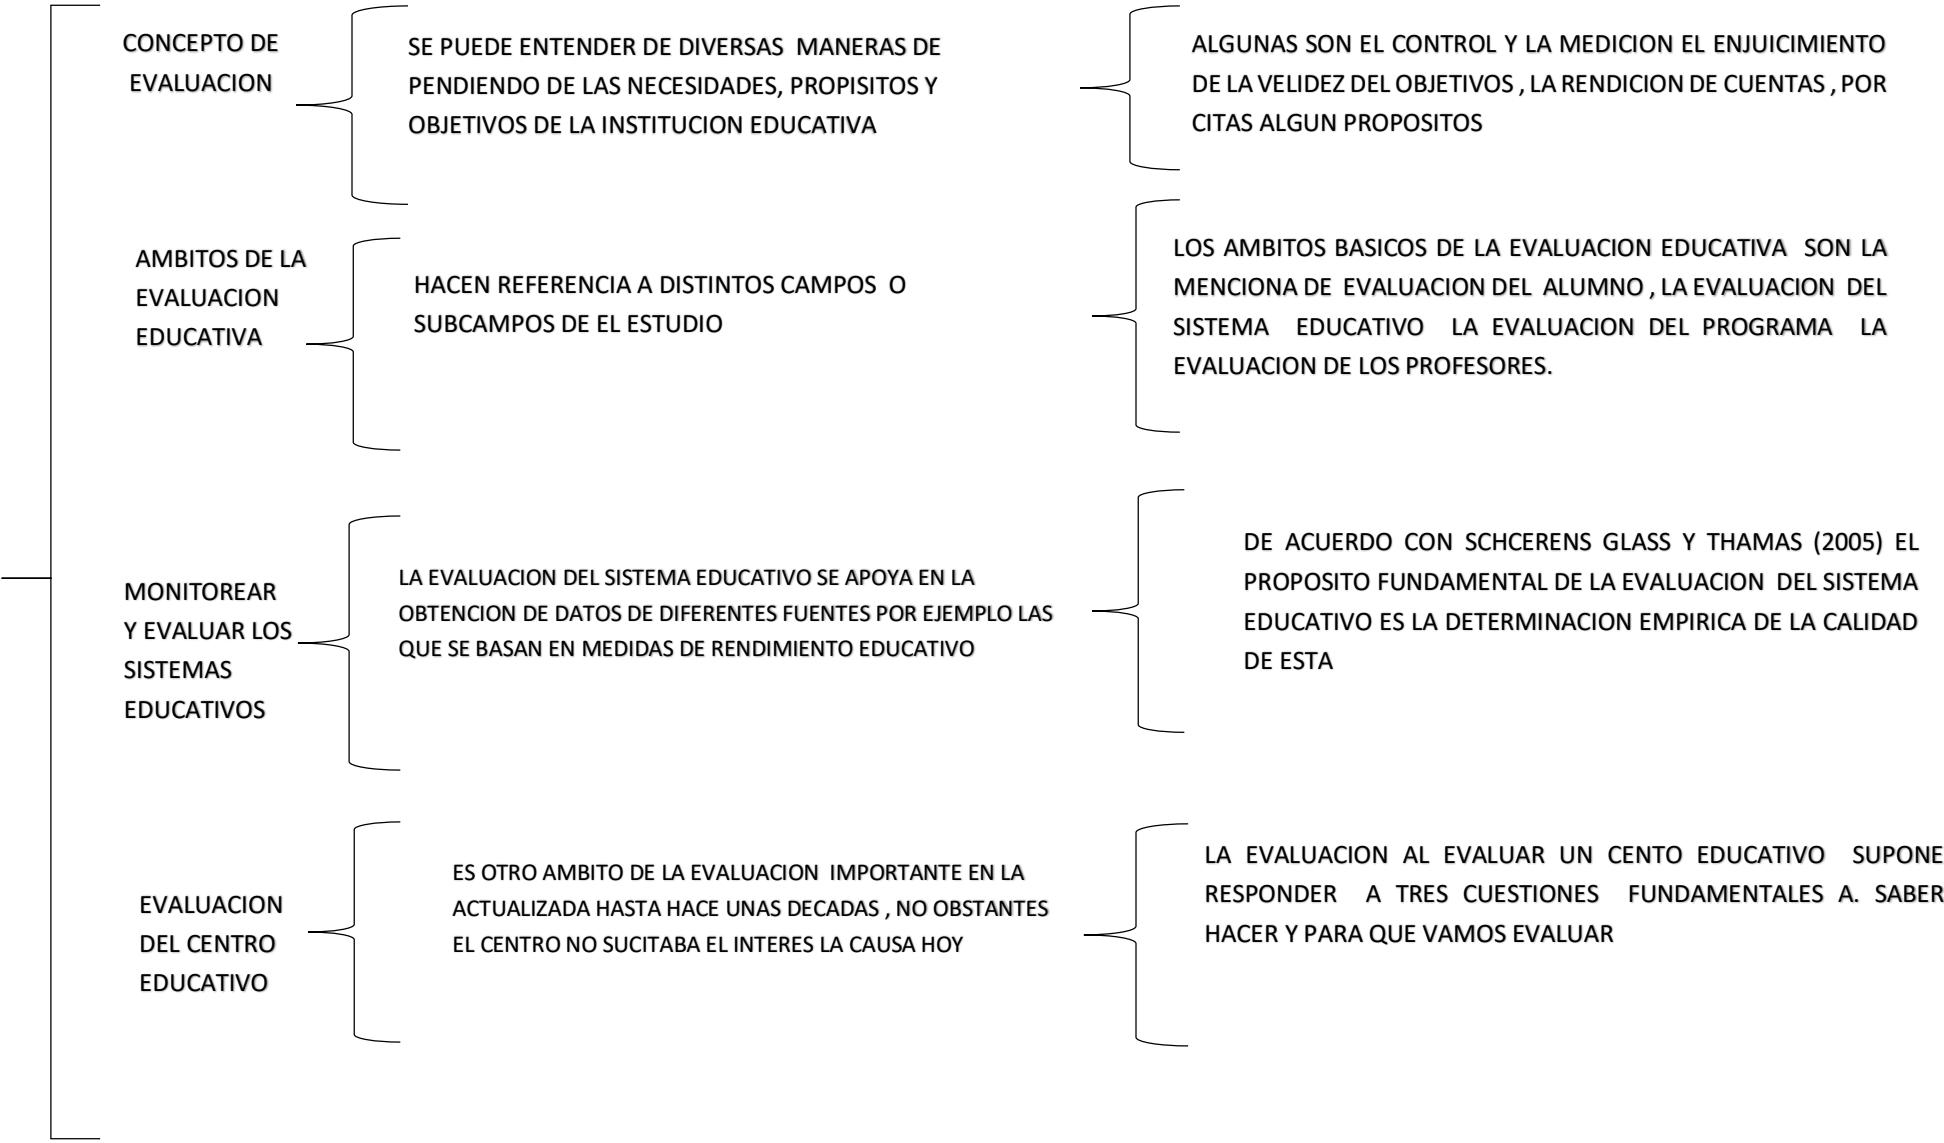 CONCEPTO DE
EVALUACION
SE PUEDE ENTENDER DE DIVERSAS MANERAS DE
PENDIENDO DE LAS NECESIDADES, PROPISITOS Y
OBJETIVOS DE LA INSTITUCION EDUCATIVA
ALGUNAS SON EL CONTROL Y LA MEDICION EL ENJUICIMIENTO
DE LA VELIDEZ DEL OBJETIVOS , LA RENDICION DE CUENTAS , POR
CITAS ALGUN PROPOSITOS
AMBITOS DE LA
EVALUACION
EDUCATIVA
HACEN REFERENCIA A DISTINTOS CAMPOS O
SUBCAMPOS DE EL ESTUDIO
LOS AMBITOS BASICOS DE LA EVALUACION EDUCATIVA SON LA
MENCIONA DE EVALUACION DEL ALUMNO , LA EVALUACION DEL
SISTEMA EDUCATIVO LA EVALUACION DEL PROGRAMA LA
EVALUACION DE LOS PROFESORES.
MONITOREAR
Y EVALUAR LOS
SISTEMAS
EDUCATIVOS
LA EVALUACION DEL SISTEMA EDUCATIVO SE APOYA EN LA
OBTENCION DE DATOS DE DIFERENTES FUENTES POR EJEMPLO LAS
QUE SE BASAN EN MEDIDAS DE RENDIMIENTO EDUCATIVO
DE ACUERDO CON SCHCERENS GLASS Y THAMAS (2005) EL
PROPOSITO FUNDAMENTAL DE LA EVALUACION DEL SISTEMA
EDUCATIVO ES LA DETERMINACION EMPIRICA DE LA CALIDAD
DE ESTA
EVALUACION
DEL CENTRO
EDUCATIVO
ES OTRO AMBITO DE LA EVALUACION IMPORTANTE EN LA
ACTUALIZADA HASTA HACE UNAS DECADAS , NO OBSTANTES
EL CENTRO NO SUCITABA EL INTERES LA CAUSA HOY
LA EVALUACION AL EVALUAR UN CENTO EDUCATIVO SUPONE
RESPONDER A TRES CUESTIONES FUNDAMENTALES A. SABER
HACER Y PARA QUE VAMOS EVALUAR